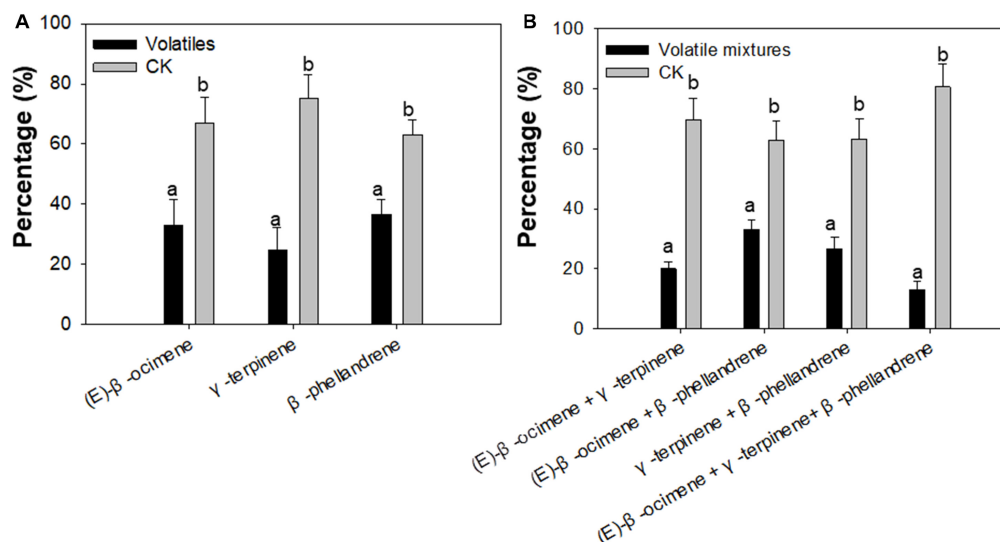 A
Percentage (%)
100
80
60
40
20
0
Volatiles
CK
a
b
a
b
a
b
(E)-β -ocimene
γ -terpinene
β -phellandrene
B
Percentage (%)
100
80
60
40
20
0
Volatile mixtures
CK
a
b
a
b
a
b
a
b
(E)-β -ocimene + γ -terpinene
(E)-β -ocimene + β -phellandrene
γ -terpinene + β -phellandrene
(E)-β -ocimene + γ -terpinene+ β -phellandrene